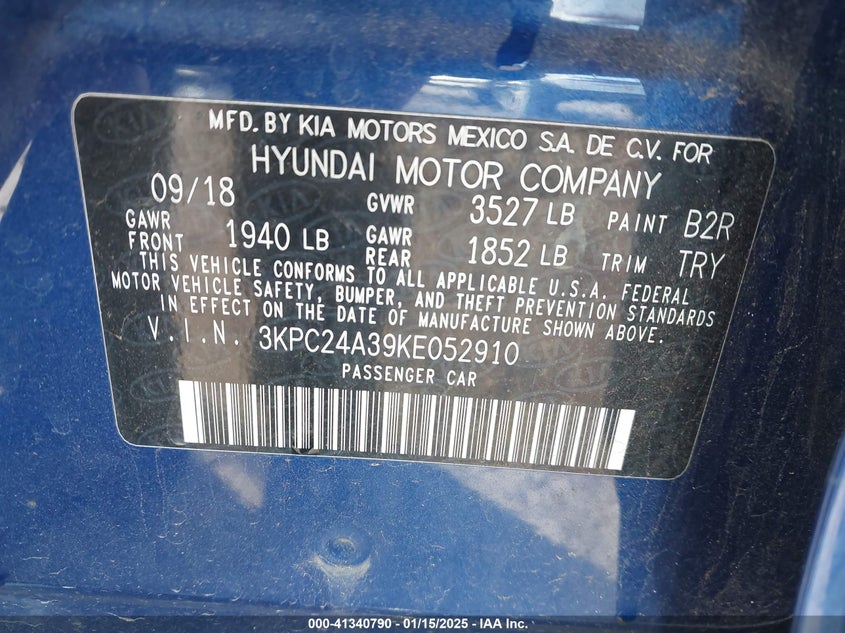 MFD. BY KIA MOTORS MEXICO S.A. DE C.V. FOR
HYUNDAI MOTOR COMPANY
09/18 GVWR 3527 LB PAINT B2R
GAWR FRONT 1940 LB GAWR REAR 1852 LB TRIM TRY
THIS VEHICLE CONFORMS TO ALL APPLICABLE U.S.A. FEDERAL
MOTOR VEHICLE SAFETY, BUMPER, AND THEFT PREVENTION STANDARDS
IN EFFECT ON THE DATE OF MANUFACTURE SHOWN ABOVE.
V.I.N. 3KPC24A39KE052910
PASSENGER CAR
000-41340790 - 01/15/2025 - IAA Inc.